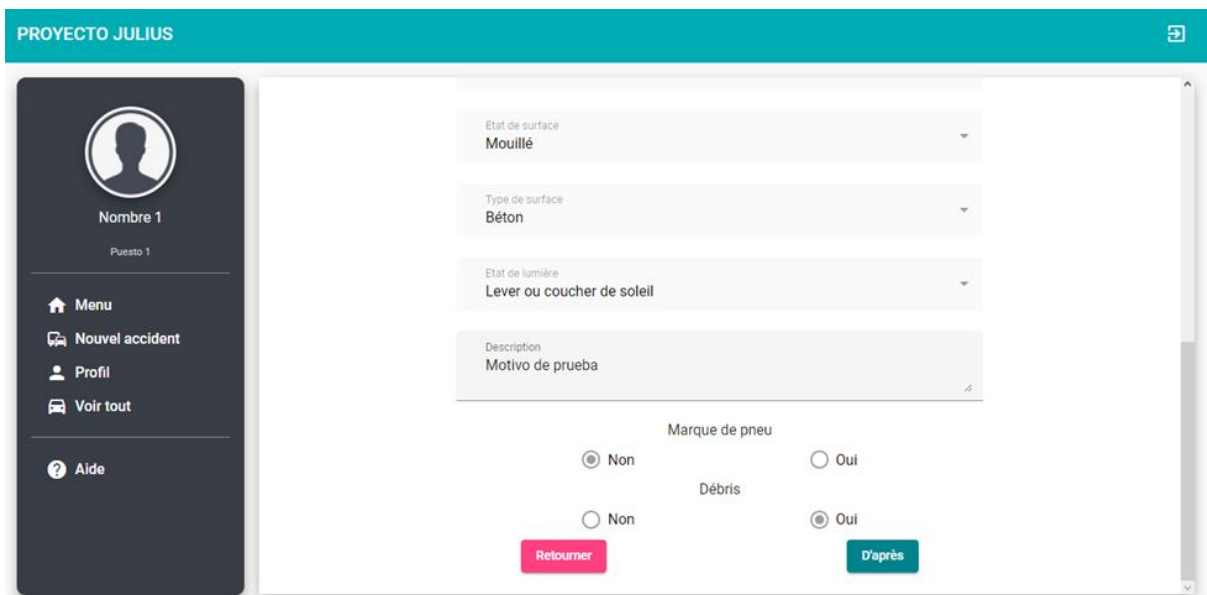 PROYECTO JULIUS
Nombre 1
Puesto 1
Menu
Nouvel accident
Profil
Voir tout
Aide
Etat de surface
Mouillé
Type de surface
Béton
Etat de lumière
Lever ou coucher de soleil
Description
Motivo de prueba
Marque de pneu
Non Oui
Débris
Non Oui
Retourner D'après